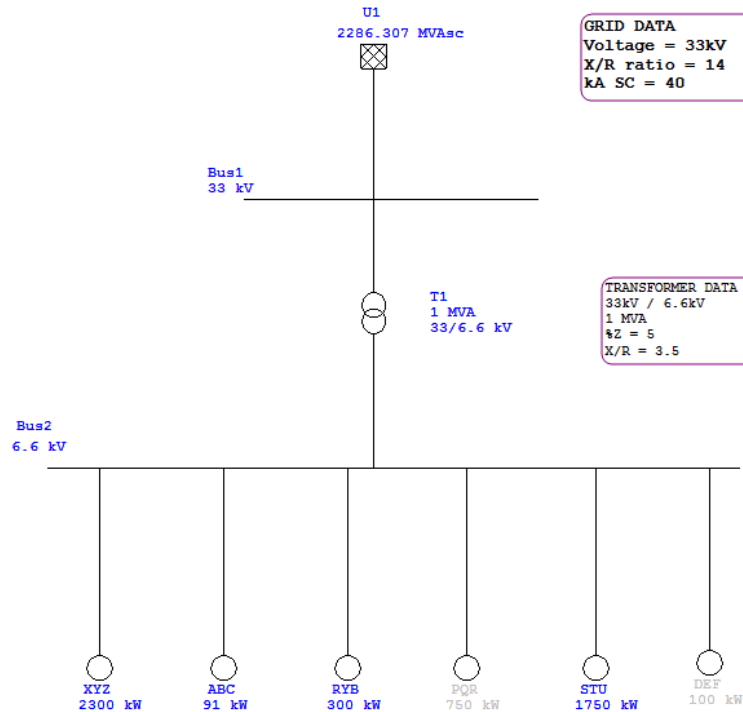 U1
2286.307 MVAsc
GRID DATA
Voltage = 33kV
X/R ratio = 14
kA SC = 40
Bus1
33 kV
T1
1 MVA
33/6.6 kV
TRANSFORMER DATA
33kV / 6.6kV
1 MVA
%Z = 5
X/R = 3.5
Bus2
6.6 kV
XYZ
2300 kW
ABC
91 kW
RYB
300 kW
PQR
750 kW
STU
1750 kW
DEF
100 kW